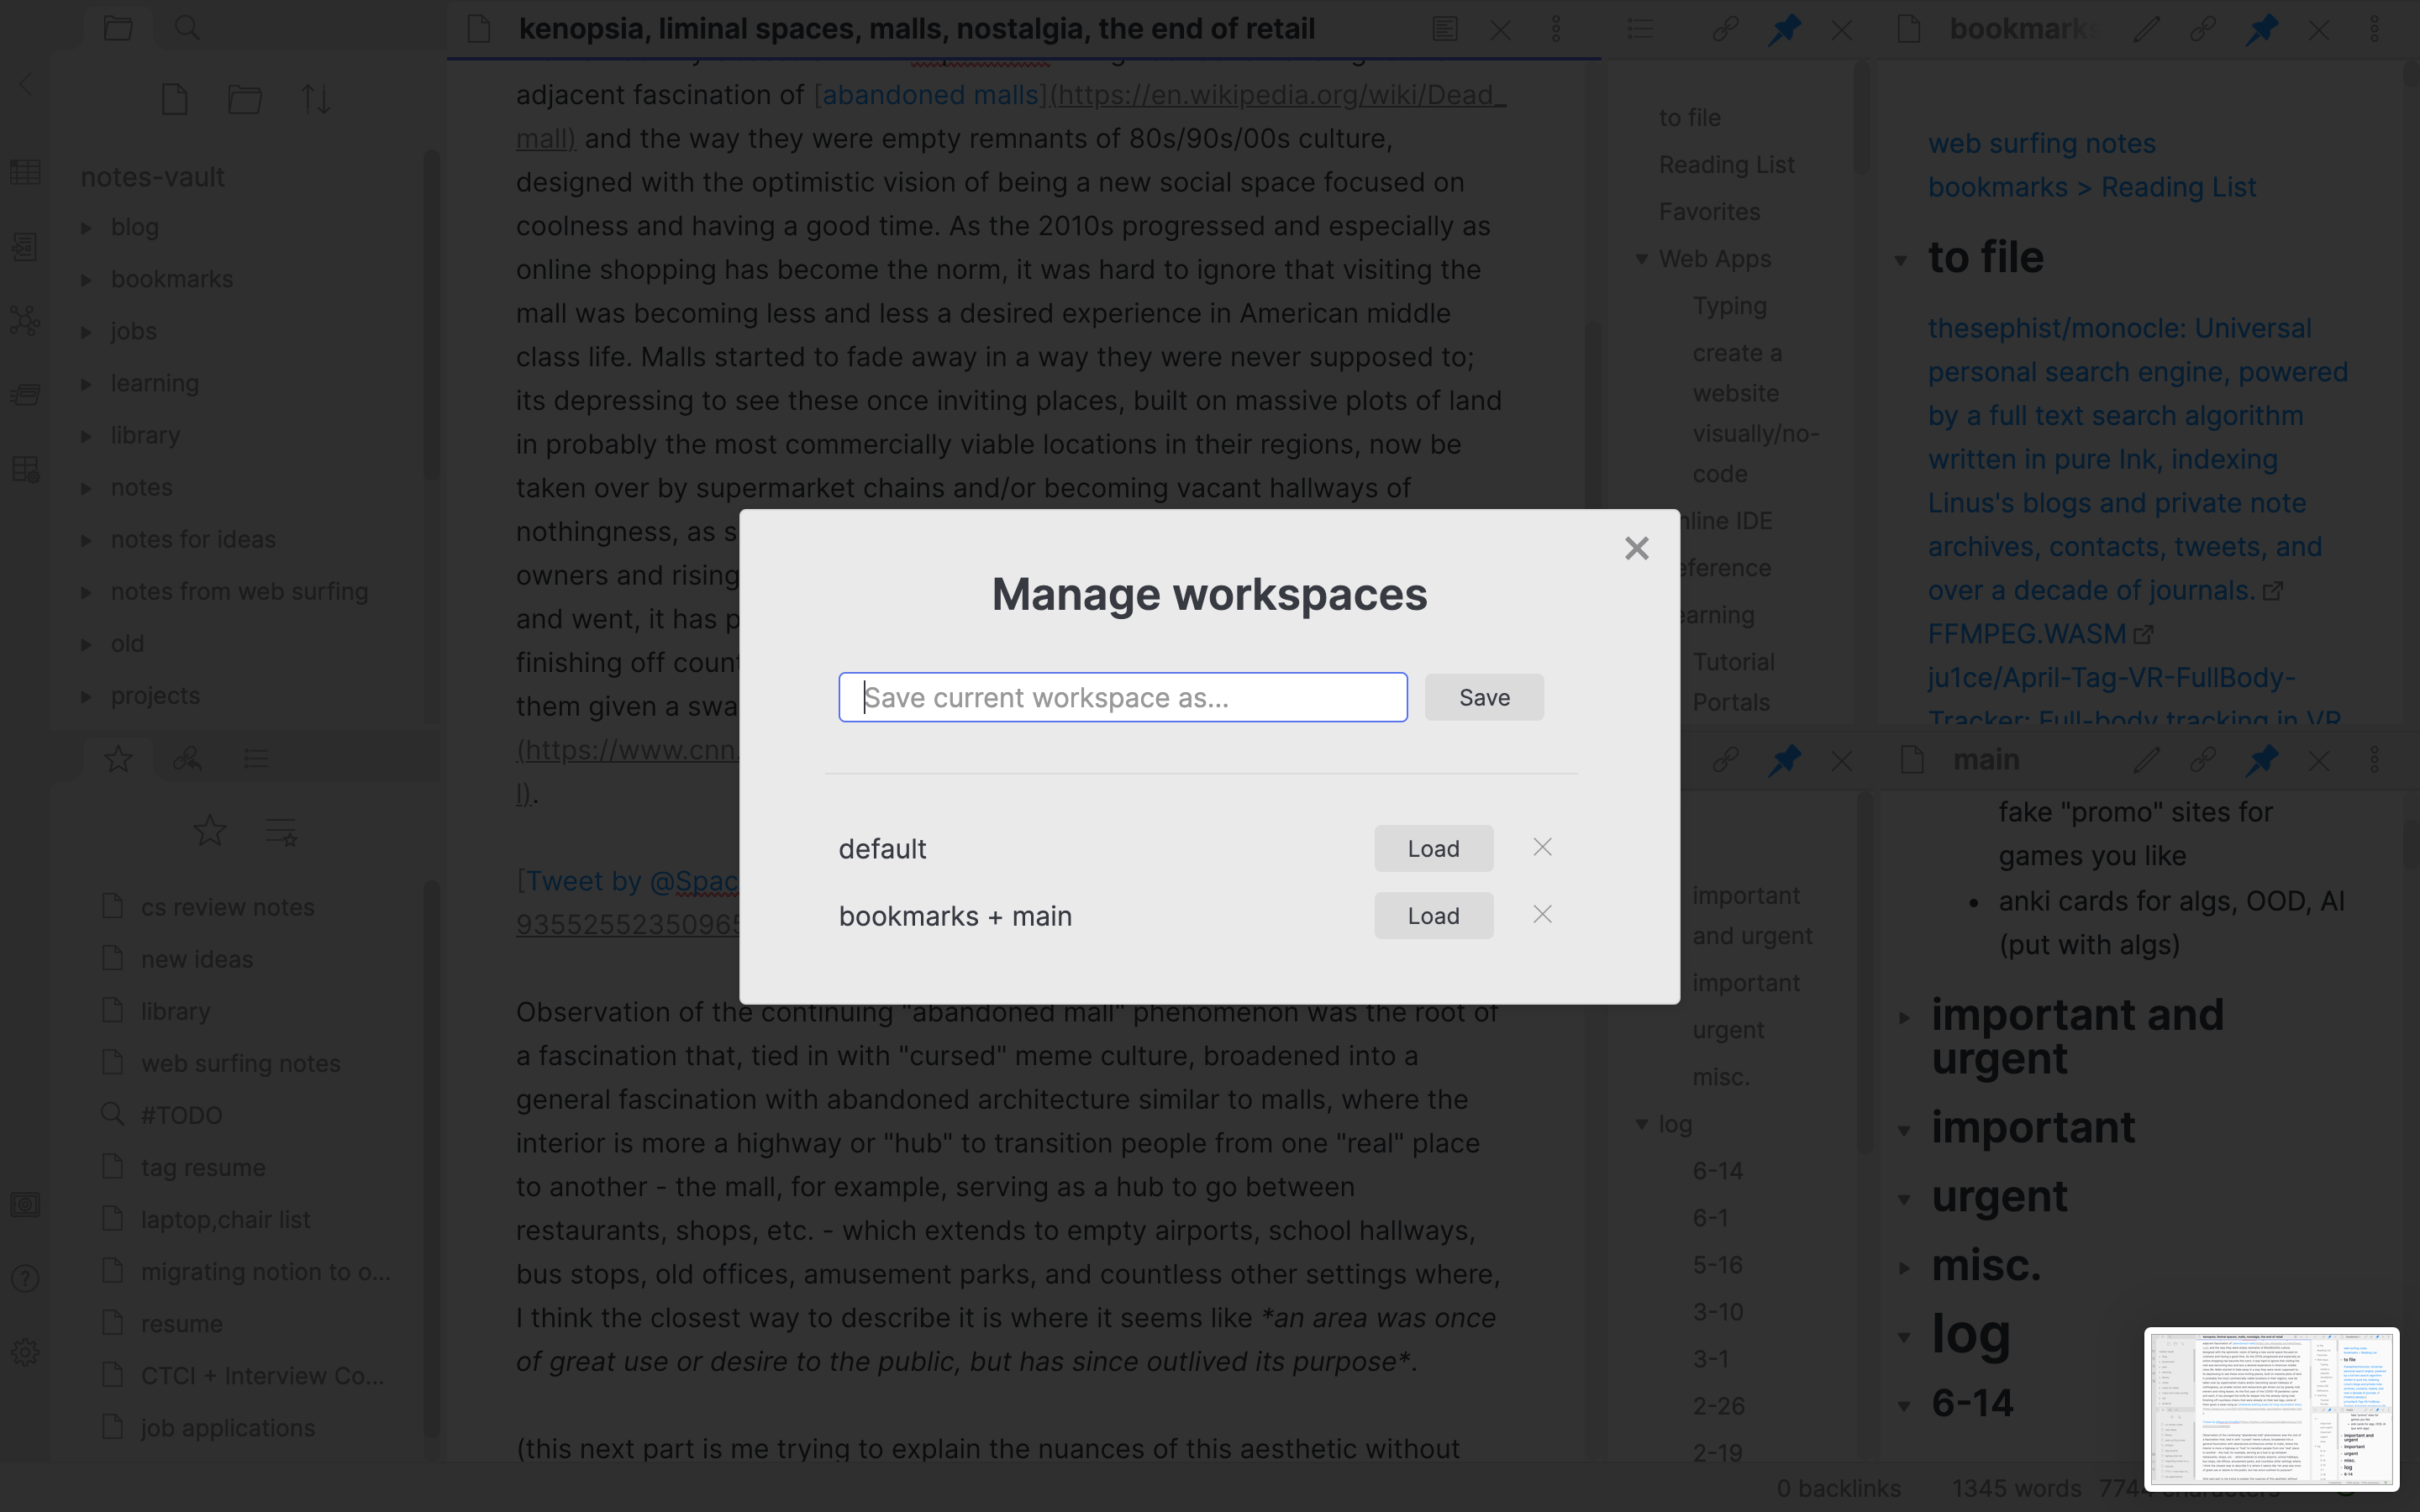 kenopsia, liminal spaces, malls, nostalgia, the end of retail
notes-vault
blog
bookmarks
jobs
learning
library
notes
notes for ideas
notes from web surfing
old
projects
cs review notes
new ideas
library
web surfing notes
#TODO
tag resume
laptop,chair list
migrating notion to o...
resume
CTCI + Interview Co...
job applications
adjacent fascination of [abandoned malls](https://en.wikipedia.org/wiki/Dead_
mall) and the way they were empty remnants of 80s/90s/00s culture,
designed with the optimistic vision of being a new social space focused on
coolness and having a good time. As the 2010s progressed and especially as
online shopping has become the norm, it was hard to ignore that visiting the
mall was becoming less and less a desired experience in American middle
class life. Malls started to fade away in a way they were never supposed to;
its depressing to see these once inviting places, built on massive plots of land
in probably the most commercially viable locations in their regions, now be
taken over by supermarket chains and/or becoming vacant hallways of
nothingness, as s
owners and rising
and went, it has p
finishing off count
them given a swa
(https://www.cnn.
l).
[Tweet by @Spac
9355255235096
Observation of the continuing "abandoned mall" phenomenon was the root of
a fascination that, tied in with "cursed" meme culture, broadened into a
general fascination with abandoned architecture similar to malls, where the
interior is more a highway or "hub" to transition people from one "real" place
to another - the mall, for example, serving as a hub to go between
restaurants, shops, etc. - which extends to empty airports, school hallways,
bus stops, old offices, amusement parks, and countless other settings where,
I think the closest way to describe it is where it seems like *an area was once
of great use or desire to the public, but has since outlived its purpose*.
(this next part is me trying to explain the nuances of this aesthetic without
Manage workspaces
Save current workspace as...
Save
default
Load
bookmarks + main
Load
to file
Reading List
Favorites
Web Apps
Typing
create a
website
visually/no-
code
nline IDE
eference
earning
Tutorial
Portals
important
and urgent
important
urgent
misc.
log
6-14
6-1
5-16
3-10
3-1
2-26
2-19
bookmarks
web surfing notes
bookmarks > Reading List
to file
thesephist/monocle: Universal
personal search engine, powered
by a full text search algorithm
written in pure Ink, indexing
Linus's blogs and private note
archives, contacts, tweets, and
over a decade of journals.
FFMPEG.WASM
ju1ce/April-Tag-VR-FullBody-
Tracker: Full-body tracking in VR
main
fake "promo" sites for
games you like
• anki cards for algs, OOD, AI
(put with algs)
important and
urgent
important
urgent
misc.
log
6-14
0 backlinks
1345 words